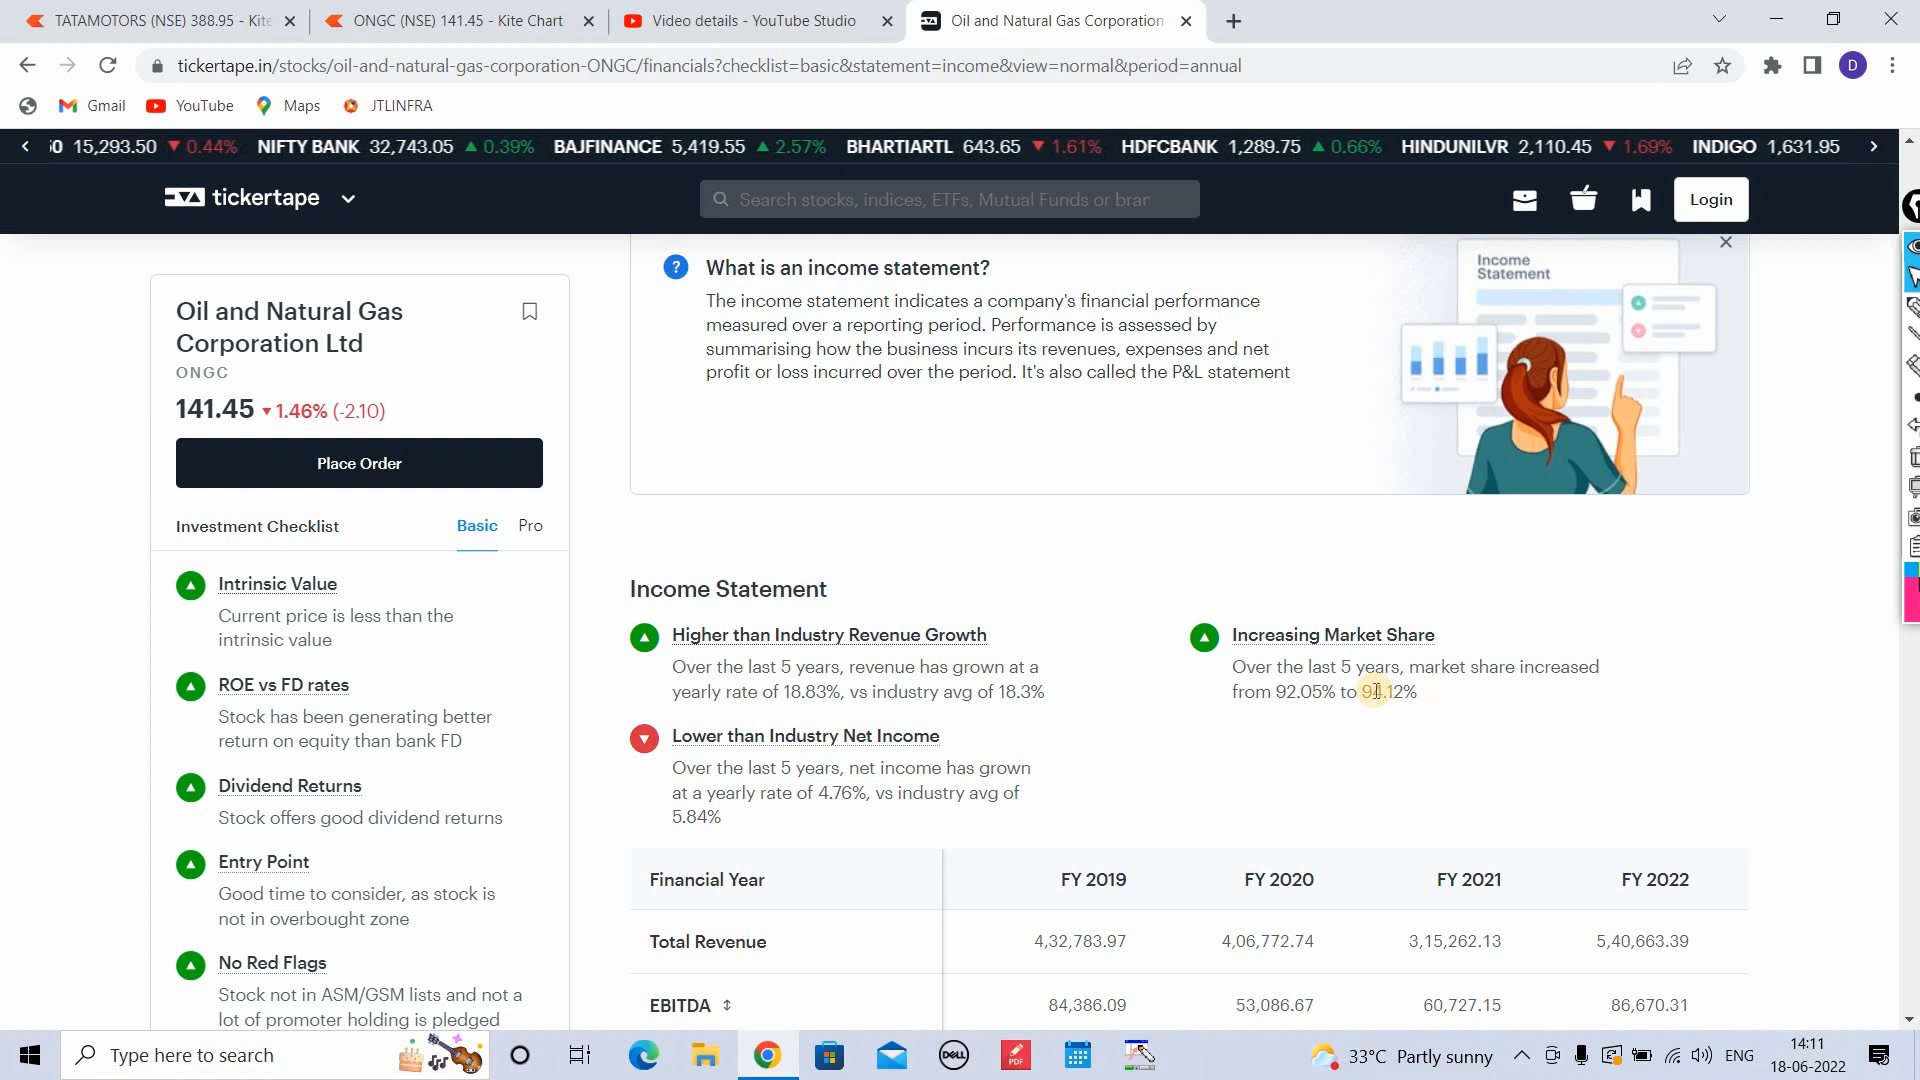 TATAMOTORS (NSE) 388.95 - Kite
ONGC (NSE) 141.45 - Kite Chart
Video details - YouTube Studio
Oil and Natural Gas Corporation
tickertape.in/stocks/oil-and-natural-gas-corporation-ONGC/financials?checklist=basic&statement=income&view=normal&period=annual
D
Gmail
YouTube
Maps
JTLINFRA
50 15,293.50 ▼ 0.44% NIFTY BANK 32,743.05 ▲ 0.39% BAJFINANCE 5,419.55 ▲ 2.57% BHARTIARTL 643.65 ▼ 1.61% HDFCBANK 1,289.75 ▲ 0.66% HINDUNILVR 2,110.45 ▼ 1.69% INDIGO 1,631.95
tickertape
Search stocks, indices, ETFs, Mutual Funds or bran
Login
Oil and Natural Gas
Corporation Ltd
ONGC
141.45 ▼ 1.46% (-2.10)
Place Order
Investment Checklist
Basic
Pro
Intrinsic Value
Current price is less than the
intrinsic value
ROE vs FD rates
Stock has been generating better
return on equity than bank FD
Dividend Returns
Stock offers good dividend returns
Entry Point
Good time to consider, as stock is
not in overbought zone
No Red Flags
Stock not in ASM/GSM lists and not a
lot of promoter holding is pledged
? What is an income statement?
The income statement indicates a company's financial performance
measured over a reporting period. Performance is assessed by
summarising how the business incurs its revenues, expenses and net
profit or loss incurred over the period. It's also called the P&L statement
Income
Statement
Income Statement
Higher than Industry Revenue Growth
Over the last 5 years, revenue has grown at a
yearly rate of 18.83%, vs industry avg of 18.3%
Increasing Market Share
Over the last 5 years, market share increased
from 92.05% to 94.12%
Lower than Industry Net Income
Over the last 5 years, net income has grown
at a yearly rate of 4.76%, vs industry avg of
5.84%
Financial Year FY 2019 FY 2020 FY 2021 FY 2022
Total Revenue 4,32,783.97 4,06,772.74 3,15,262.13 5,40,663.39
EBITDA 84,386.09 53,086.67 60,727.15 86,670.31
Type here to search
DELL
PDF
33°C Partly sunny
ENG
14:11
18-06-2022